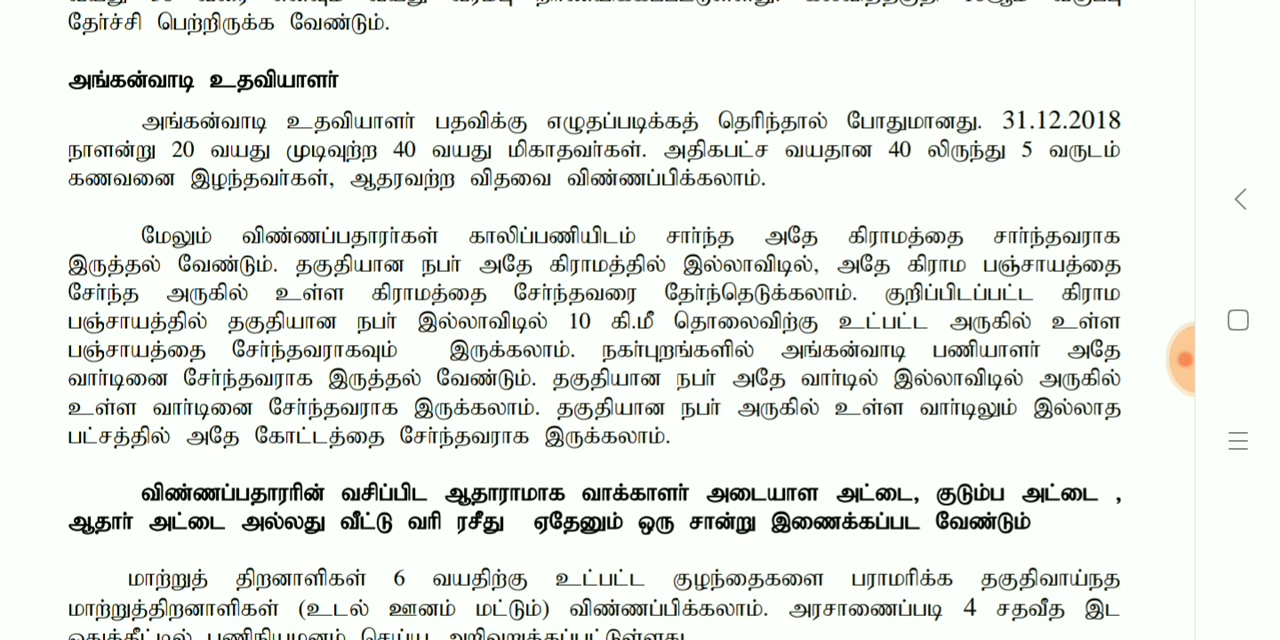 தேர்ச்சி பெற்றிருக்க வேண்டும்.
அங்கன்வாடி உதவியாளர்
அங்கன்வாடி உதவியாளர் பதவிக்கு எழுதப்படிக்கத் தெரிந்தால் போதுமானது. 31.12.2018
நாளன்று 20 வயது முடிவுற்ற 40 வயது மிகாதவர்கள். அதிகபட்ச வயதான 40 லிருந்து 5 வருடம்
கணவனை இழந்தவர்கள், ஆதரவற்ற விதவை விண்ணப்பிக்கலாம்.
மேலும் விண்ணப்பதாரர்கள் காலிப்பணியிடம் சார்ந்த அதே கிராமத்தை சார்ந்தவராக
இருத்தல் வேண்டும். தகுதியான நபர் அதே கிராமத்தில் இல்லாவிடில், அதே கிராம பஞ்சாயத்தை
சேர்ந்த அருகில் உள்ள கிராமத்தை சேர்ந்தவரை தேர்ந்தெடுக்கலாம். குறிப்பிடப்பட்ட கிராம
பஞ்சாயத்தில் தகுதியான நபர் இல்லாவிடில் 10 கி.மீ தொலைவிற்கு உட்பட்ட அருகில் உள்ள
பஞ்சாயத்தை சேர்ந்தவராகவும் இருக்கலாம். நகர்புறங்களில் அங்கன்வாடி பணியாளர் அதே
வார்டினை சேர்ந்தவராக இருத்தல் வேண்டும். தகுதியான நபர் அதே வார்டில் இல்லாவிடில் அருகில்
உள்ள வார்டினை சேர்ந்தவராக இருக்கலாம். தகுதியான நபர் அருகில் உள்ள வார்டிலும் இல்லாத
பட்சத்தில் அதே கோட்டத்தை சேர்ந்தவராக இருக்கலாம்.
விண்ணப்பதாரரின் வசிப்பிட ஆதாராமாக வாக்காளர் அடையாள அட்டை, குடும்ப அட்டை ,
ஆதார் அட்டை அல்லது வீட்டு வரி ரசீது ஏதேனும் ஒரு சான்று இணைக்கப்பட வேண்டும்
மாற்றுத் திறனாளிகள் 6 வயதிற்கு உட்பட்ட குழந்தைகளை பராமரிக்க தகுதிவாய்நத
மாற்றுத்திறனாளிகள் (உடல் ஊனம் மட்டும்) விண்ணப்பிக்கலாம். அரசாணைப்படி 4 சதவீத இட